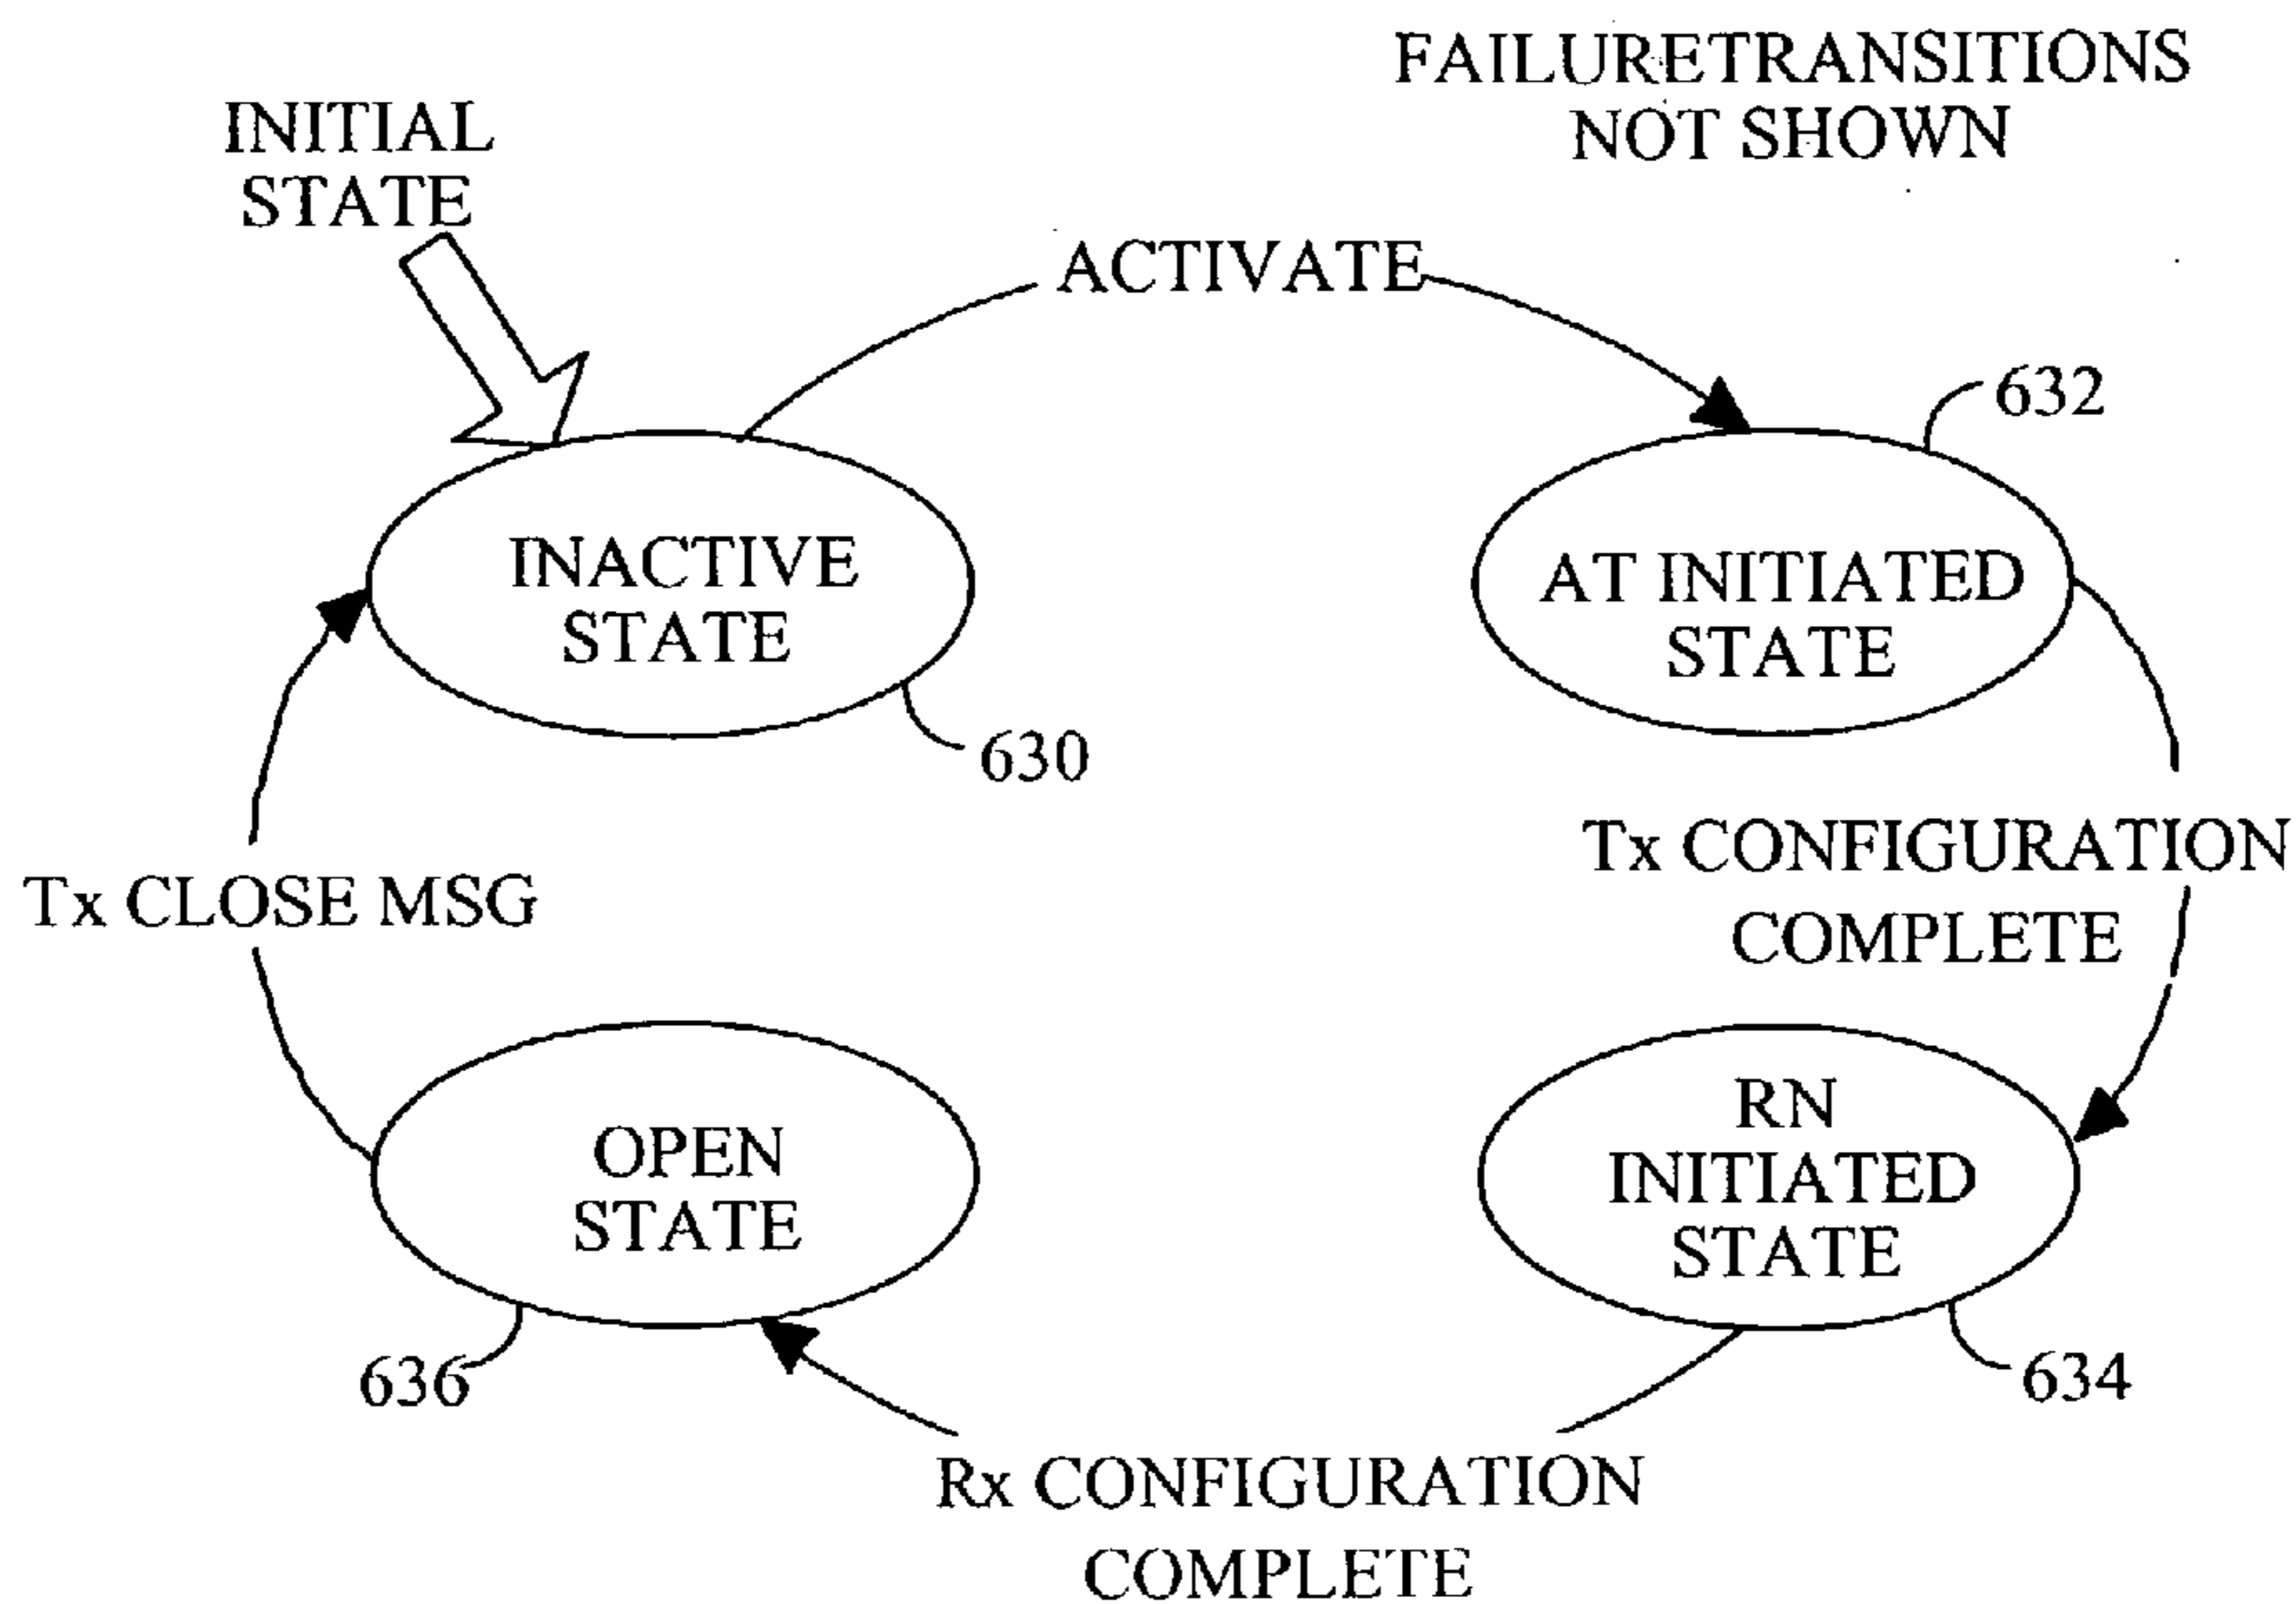 FAILURETRANSITIONS
NOT SHOWN
INITIAL
STATE
ACTIVATE
632
INACTIVE
STATE
AT INITIATED
STATE
630
Tx CONFIGURATION
COMPLETE
Tx CLOSE MSG
RN
INITIATED
STATE
OPEN
STATE
634
636
Rx CONFIGURATION
COMPLETE